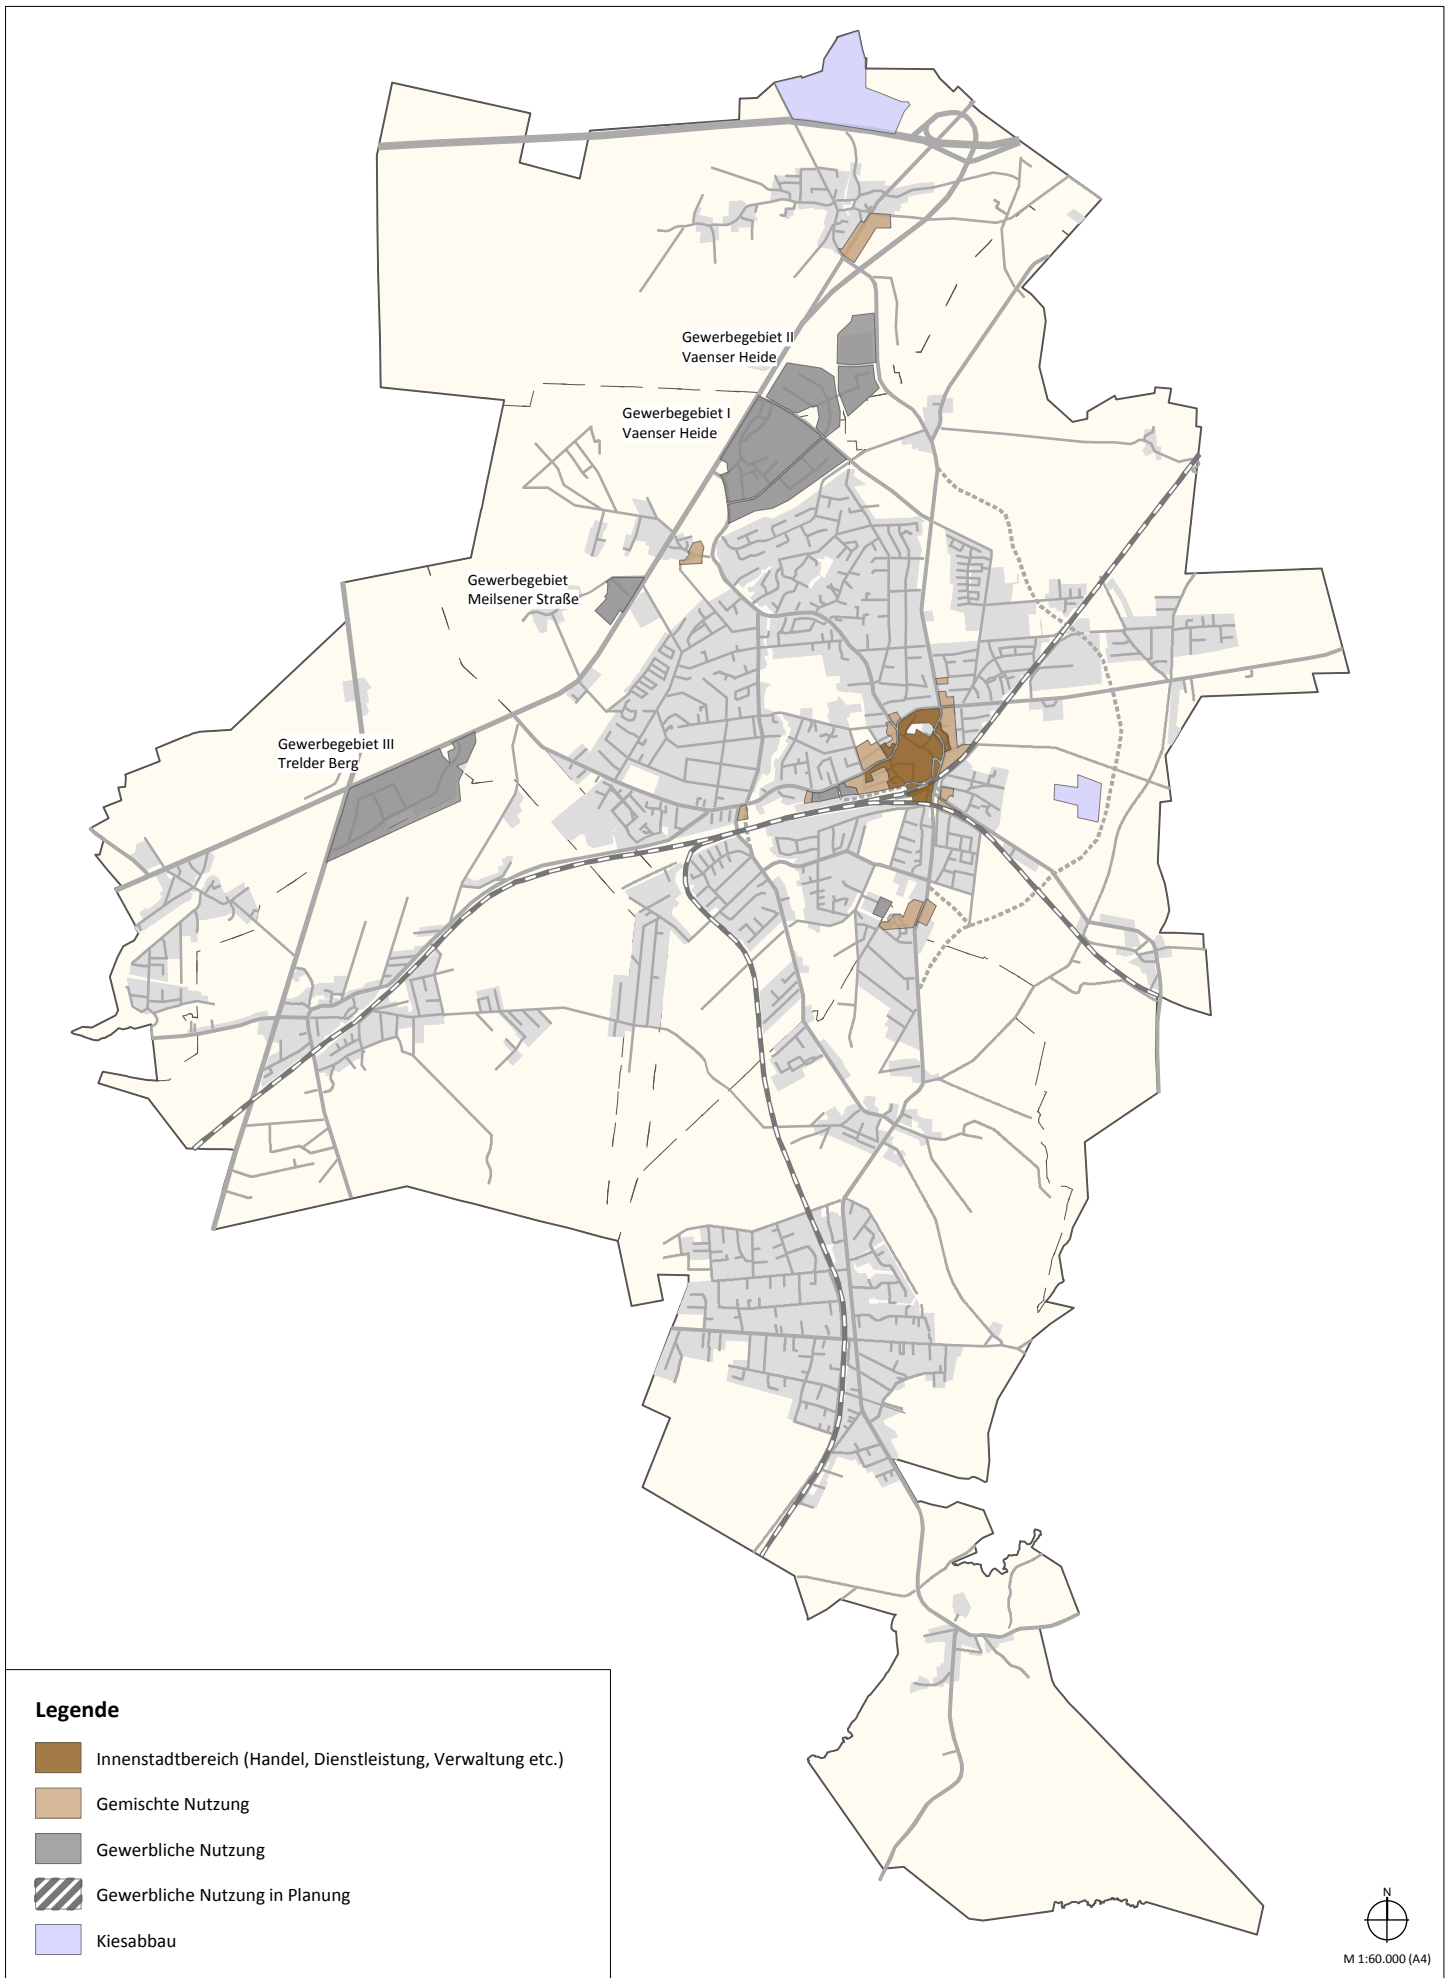 Gewerbegebiet II
Vaenser Heide
Gewerbegebiet I
Vaenser Heide
Gewerbegebiet
Meilsener Straße
Gewerbegebiet III
Trelder Berg
Legende
Innenstadtbereich (Handel, Dienstleistung, Verwaltung etc.)
Gemischte Nutzung
Gewerbliche Nutzung
Gewerbliche Nutzung in Planung
Kiesabbau
N
M 1:60.000 (A4)